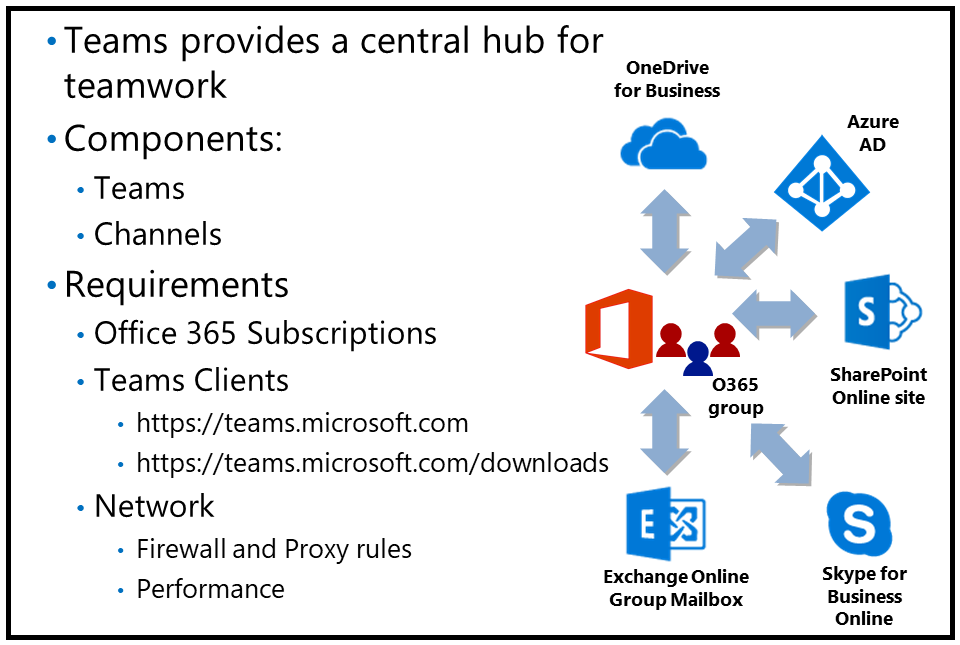 • Teams provides a central hub for
teamwork
• Components:
• Teams
• Channels
• Requirements
• Office 365 Subscriptions
• Teams Clients
• https://teams.microsoft.com
• https://teams.microsoft.com/downloads
• Network
• Firewall and Proxy rules
• Performance
OneDrive
for Business
Azure
AD
S
SharePoint
Online site
O365
group
E
Exchange Online
Group Mailbox
S
Skype for
Business
Online